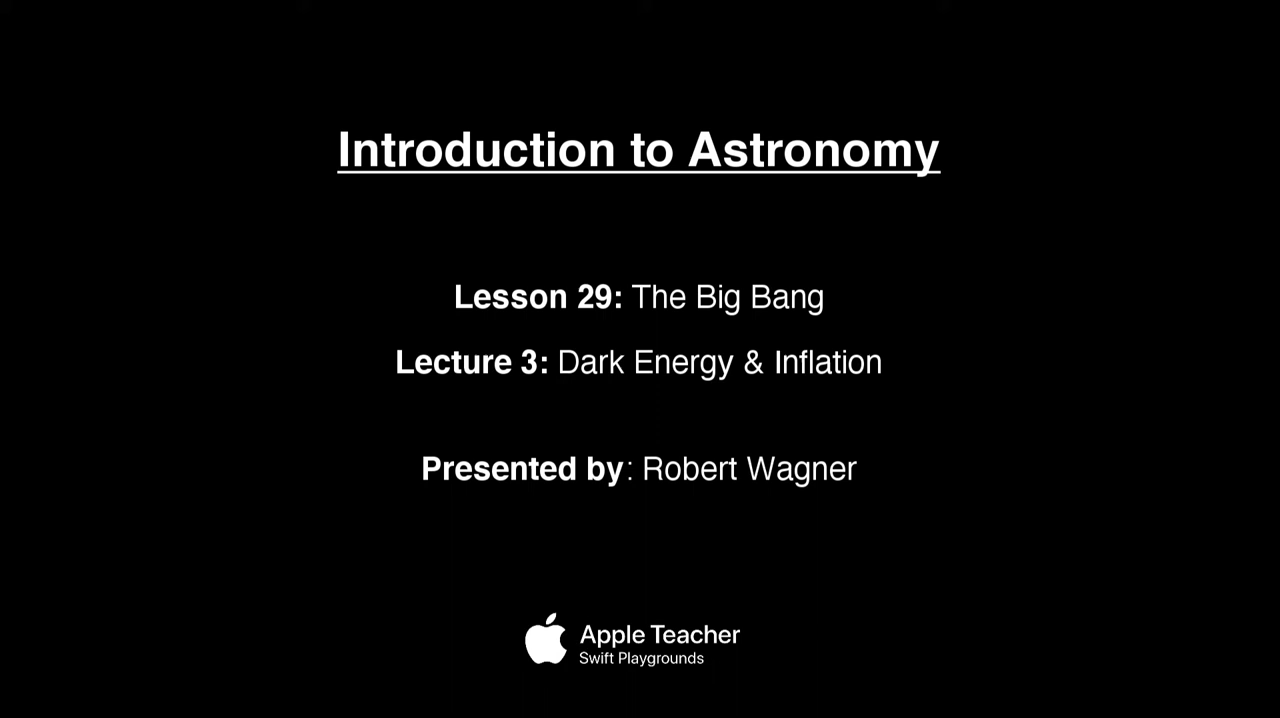 Introduction to Astronomy
Lesson 29: The Big Bang
Lecture 3: Dark Energy & Inflation
Presented by: Robert Wagner
Apple Teacher
Swift Playgrounds